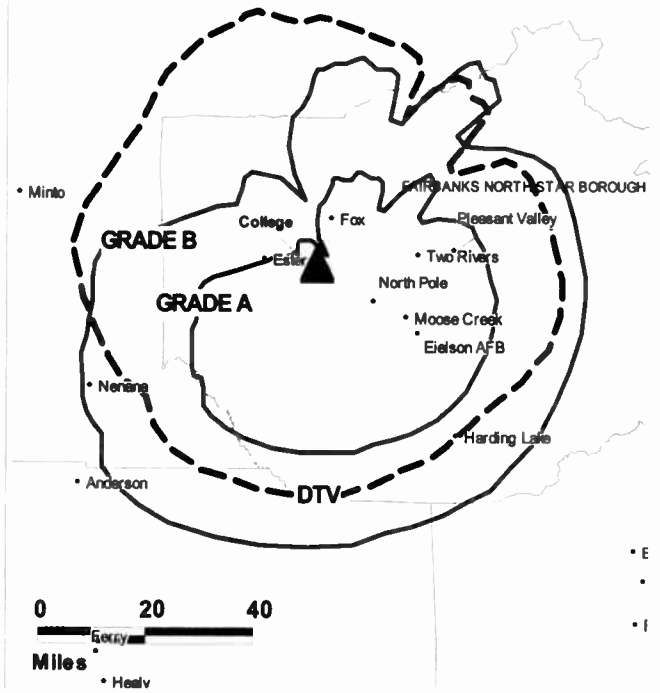 Minto
FAIRBANKS NORTH STAR BOROUGH
College
Fox
Pleasant Valley
GRADE B
Ester
Two Rivers
North Pole
GRADE A
Moose Creek
Eielson AFB
Nenana
Harding Lake
Anderson
DTV
0 20 40
Ferry
Miles
Healy